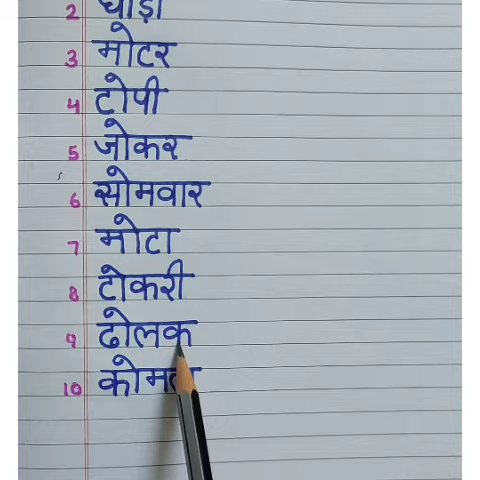 2 घोड़ा
3 मोटर
4 टोपी
5 जोकर
6 सोमवार
7 मोटा
8 टोकरी
9 ढोलक
10